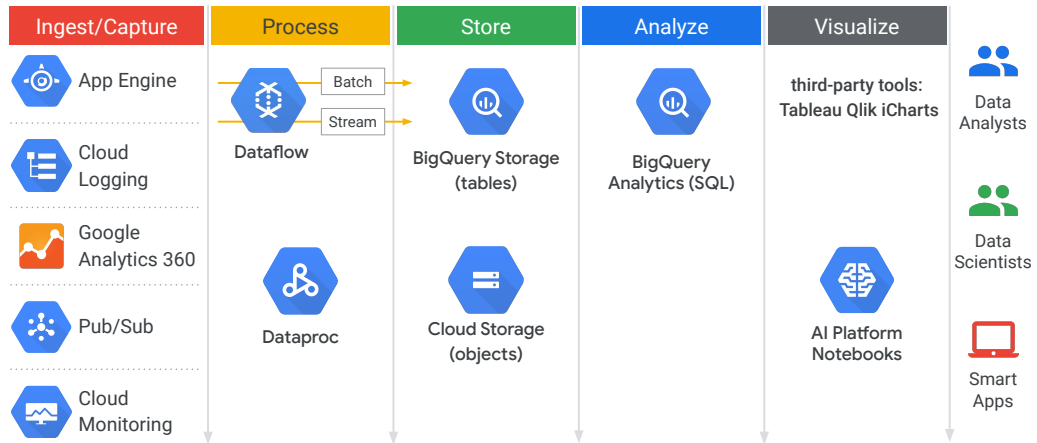 Ingest/Capture
Process
Store
Analyze
Visualize
App Engine
Cloud
Logging
Google
Analytics 360
Pub/Sub
Cloud
Monitoring
Batch
Stream
Dataflow
Dataproc
BigQuery Storage
(tables)
Cloud Storage
(objects)
BigQuery
Analytics (SQL)
third-party tools:
Tableau Qlik iCharts
AI Platform
Notebooks
Data
Analysts
Data
Scientists
Smart
Apps